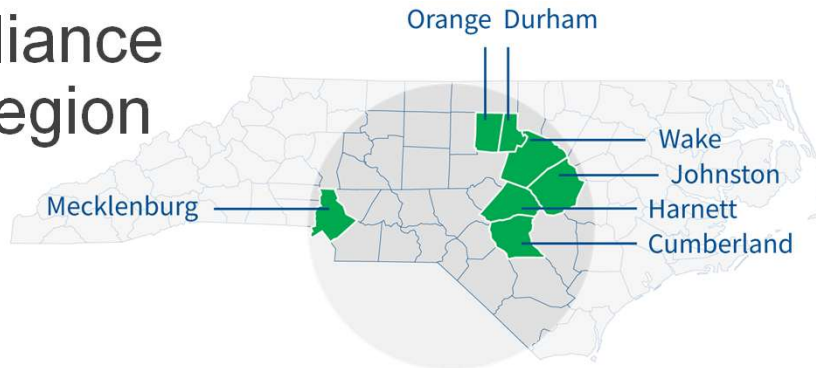 liance
egion
Orange Durham
Wake
Johnston
Mecklenburg
Harnett
Cumberland